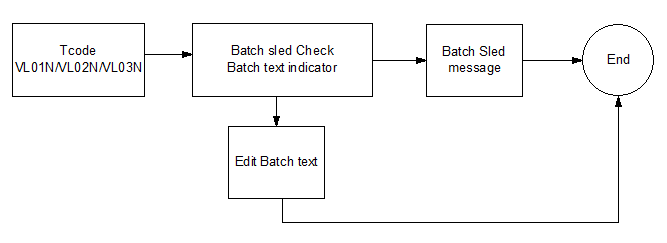 Tcode
VL01N/VL02N/VL03N
Batch sled Check
Batch text indicator
Batch Sled
message
End
Edit Batch text